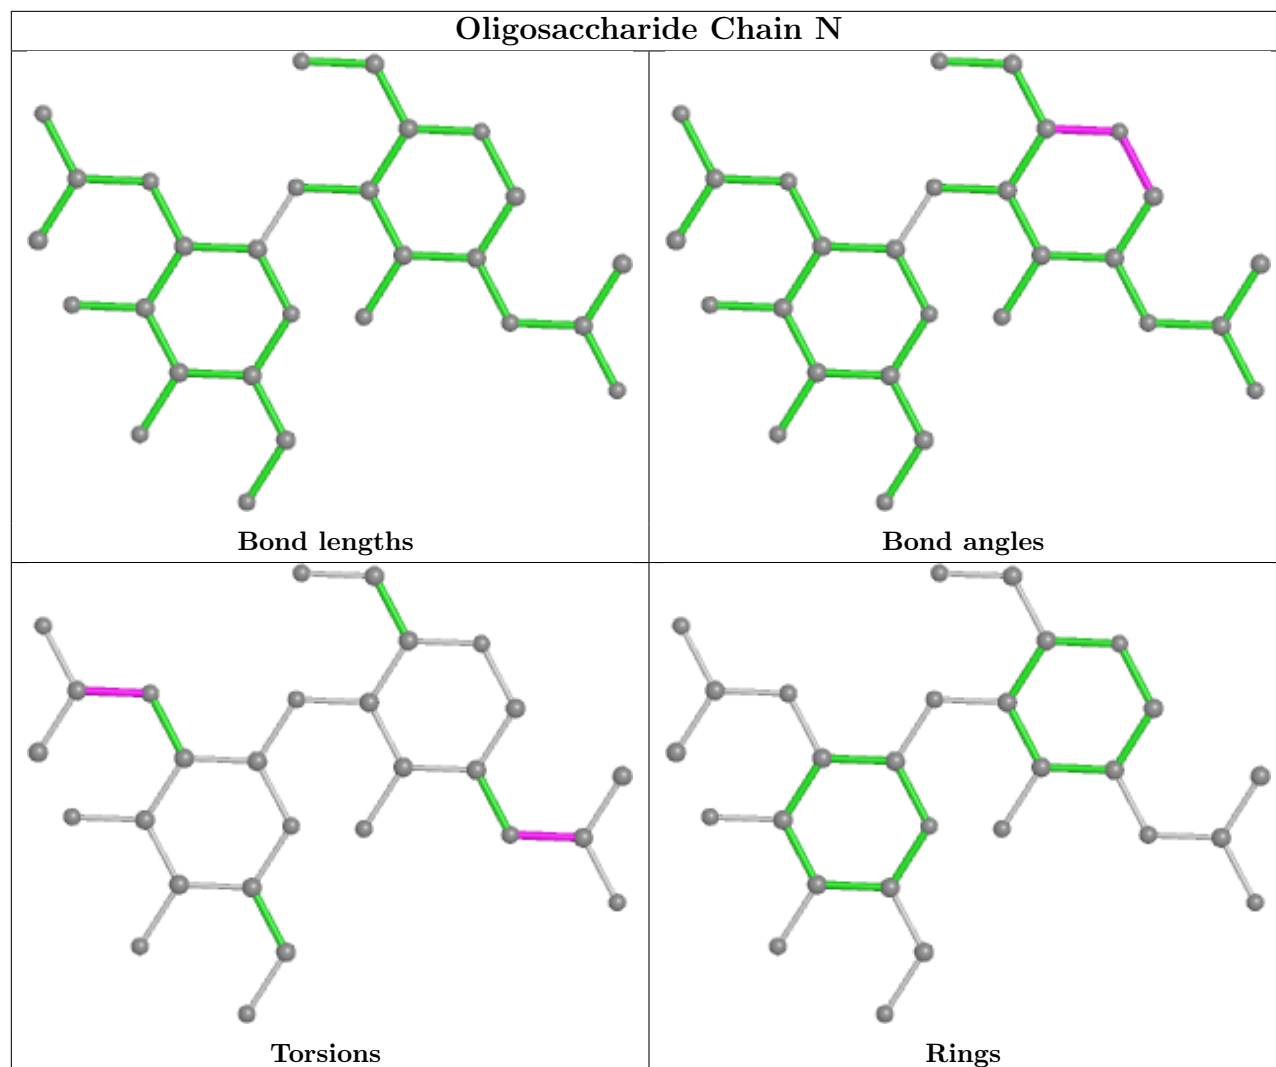 Oligosaccharide Chain N
Bond lengths
Bond angles
Torsions
Rings